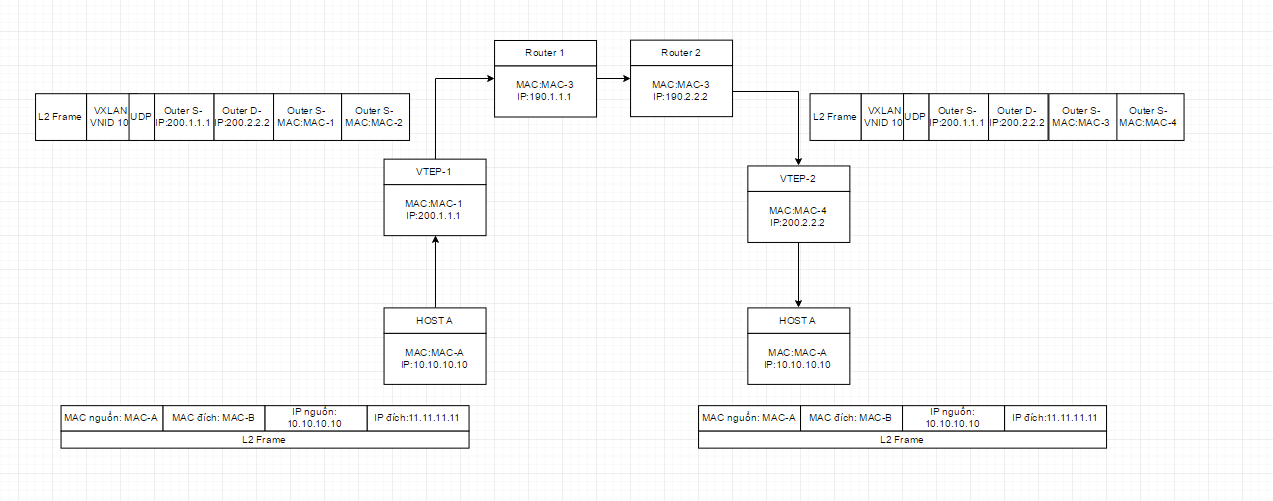 Router 1
MAC:MAC-3
IP:190.1.1.1
Router 2
MAC:MAC-3
IP:190.2.2.2
L2 Frame
VXLAN
VNID 10
UDP
Outer S-
IP:200.1.1.1
Outer D-
IP:200.2.2.2
Outer S-
MAC:MAC-1
Outer S-
MAC:MAC-2
L2 Frame
VXLAN
VNID 10
UDP
Outer S-
IP:200.1.1.1
Outer D-
IP:200.2.2.2
Outer S-
MAC:MAC-3
Outer S-
MAC:MAC-4
VTEP-1
MAC:MAC-1
IP:200.1.1.1
VTEP-2
MAC:MAC-4
IP:200.2.2.2
HOST A
MAC:MAC-A
IP:10.10.10.10
HOST A
MAC:MAC-A
IP:10.10.10.10
MAC nguồn: MAC-A
MAC đích: MAC-B
IP nguồn:
10.10.10.10
IP đích:11.11.11.11
L2 Frame
MAC nguồn: MAC-A
MAC đích: MAC-B
IP nguồn:
10.10.10.10
IP đích:11.11.11.11
L2 Frame